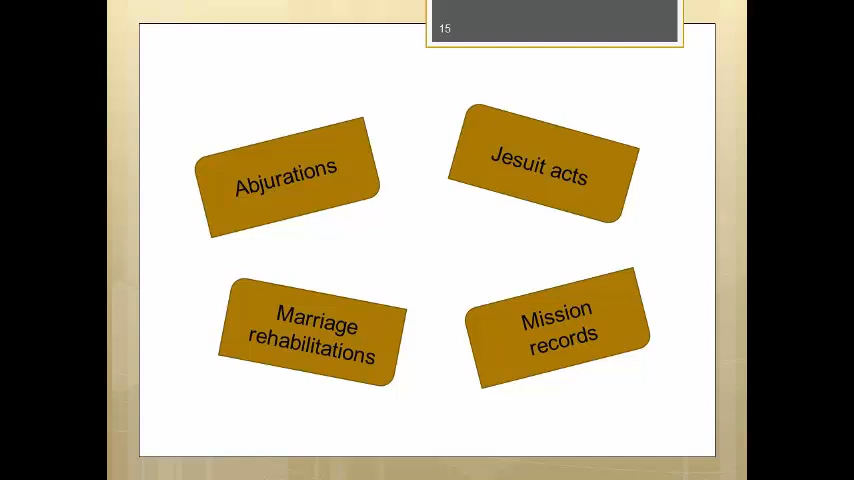 15
Abjurations
Jesuit acts
Marriage
rehabilitations
Mission
records